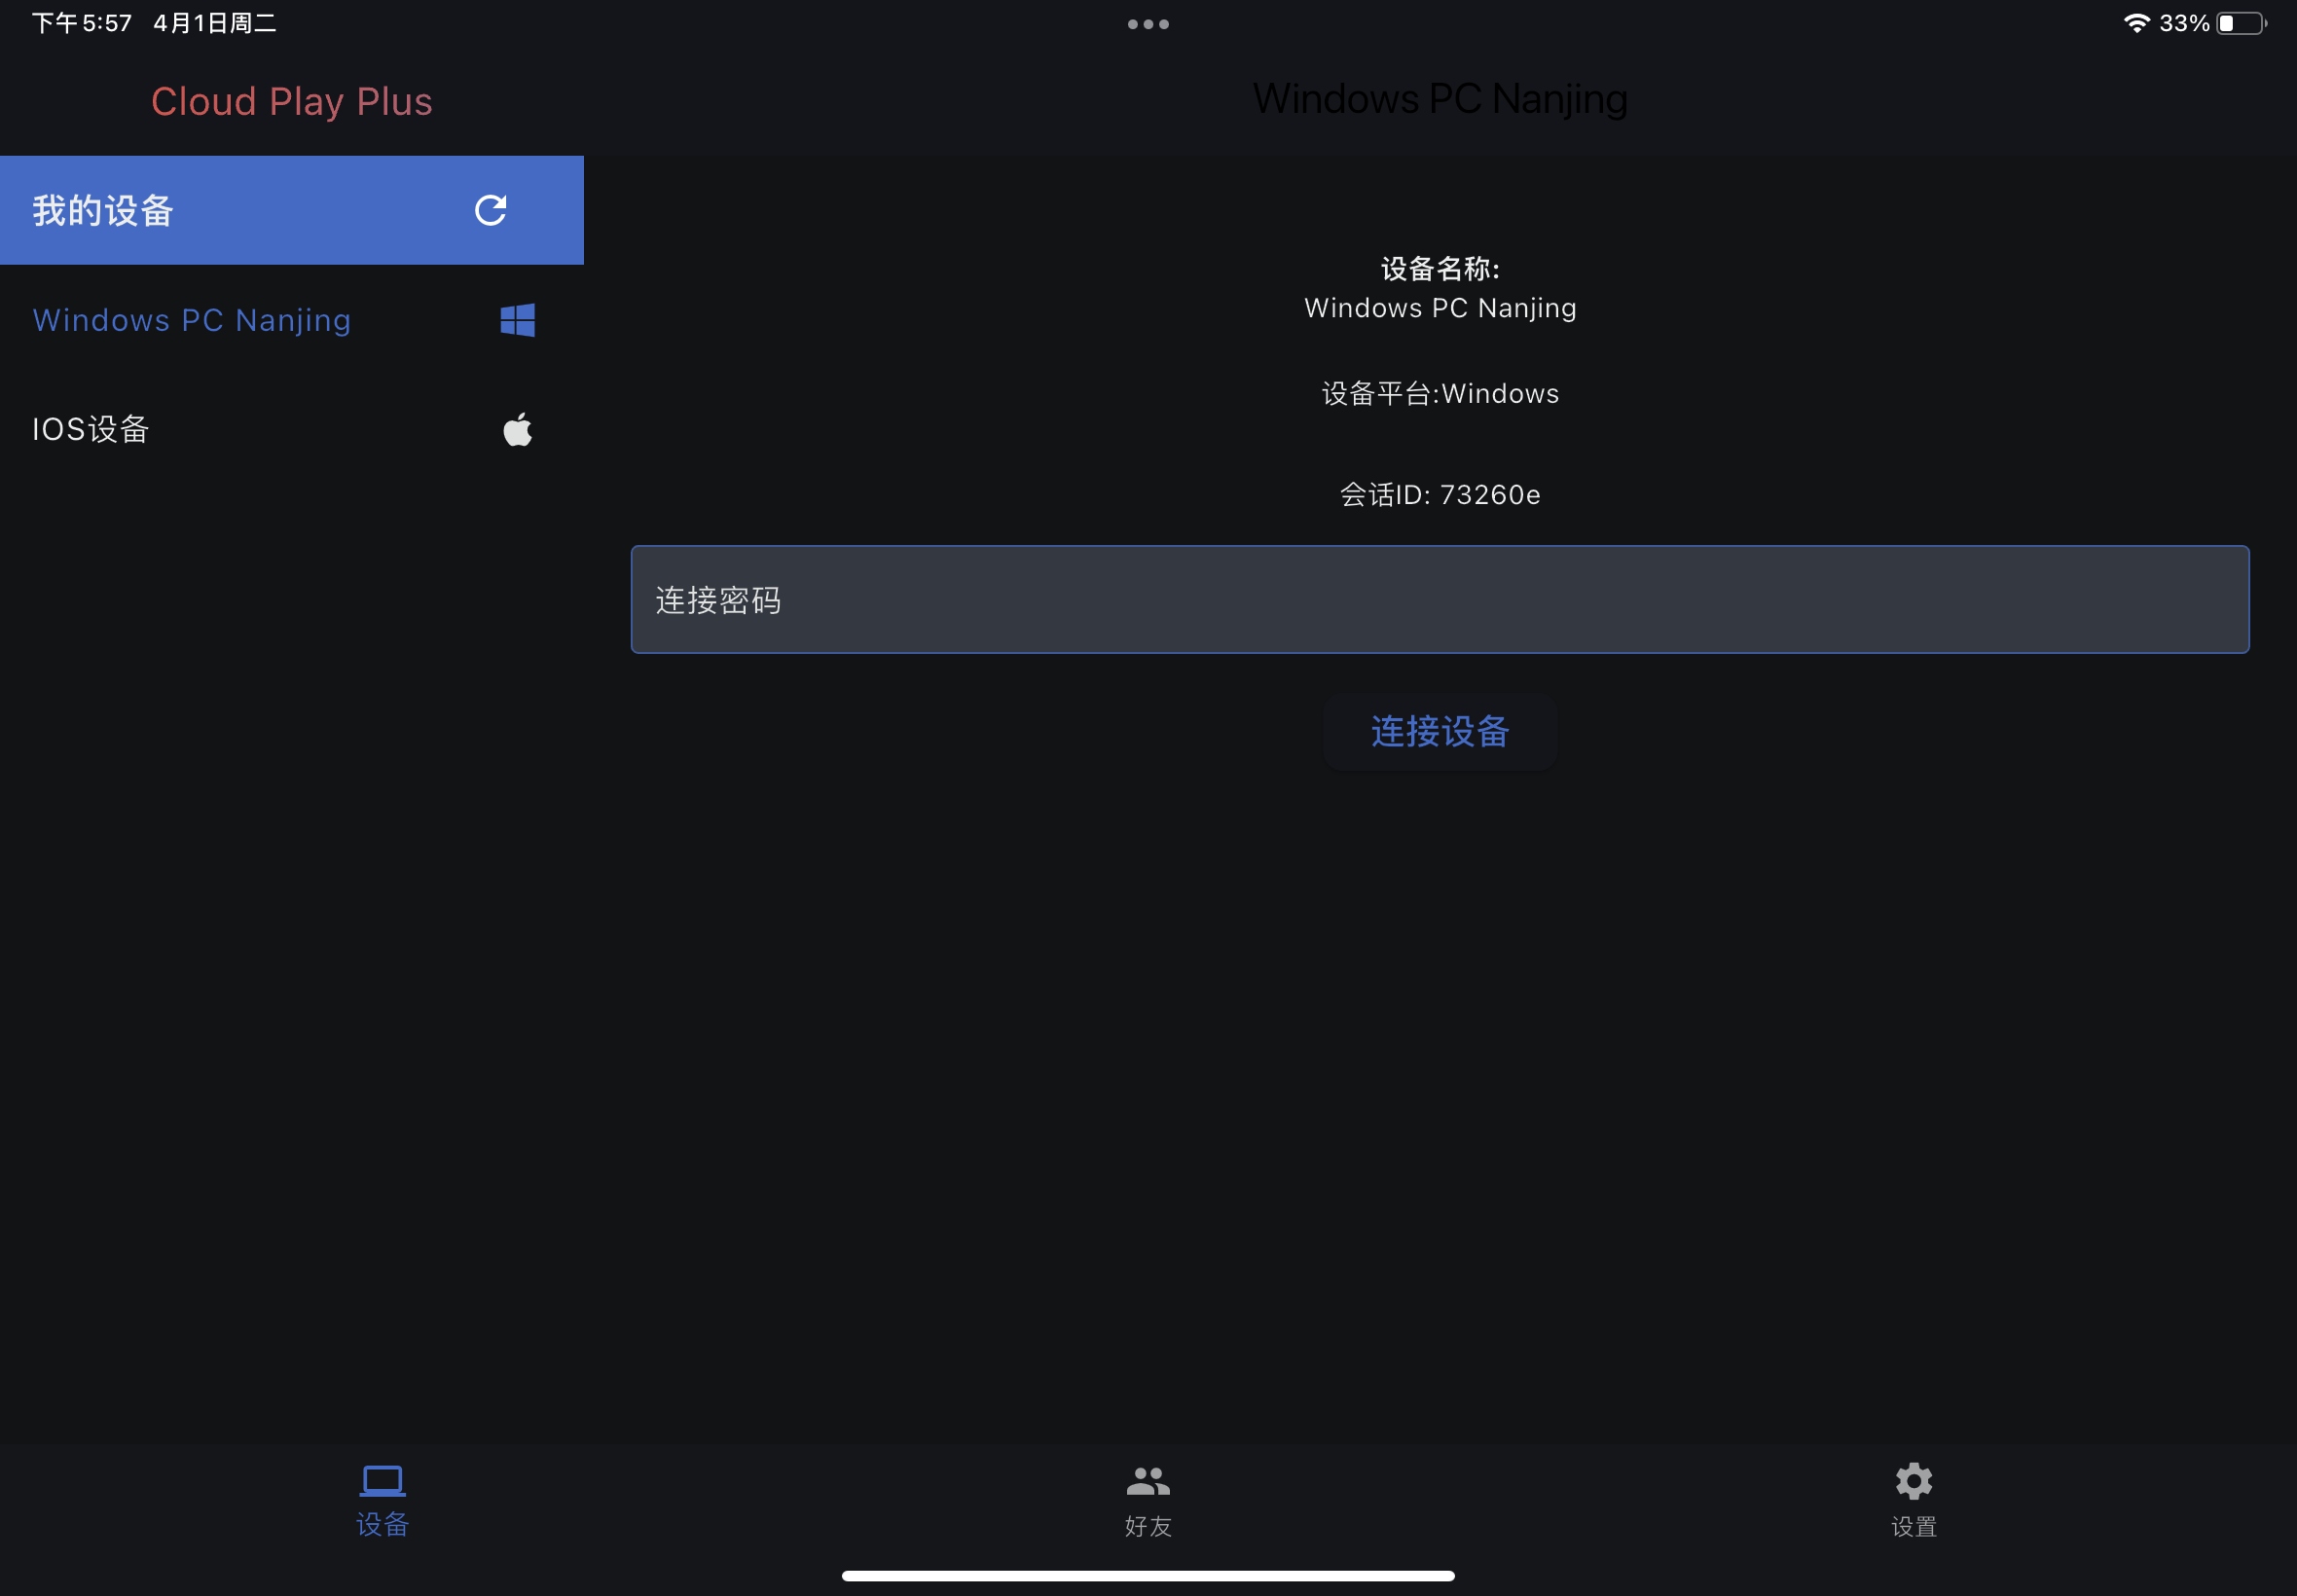 下午5:57 4月1日周二
33%
Cloud Play Plus
Windows PC Nanjing
我的设备
Windows PC Nanjing
IOS设备
设备名称:
Windows PC Nanjing
设备平台:Windows
会话ID: 73260e
连接密码
连接设备
设备
好友
设置